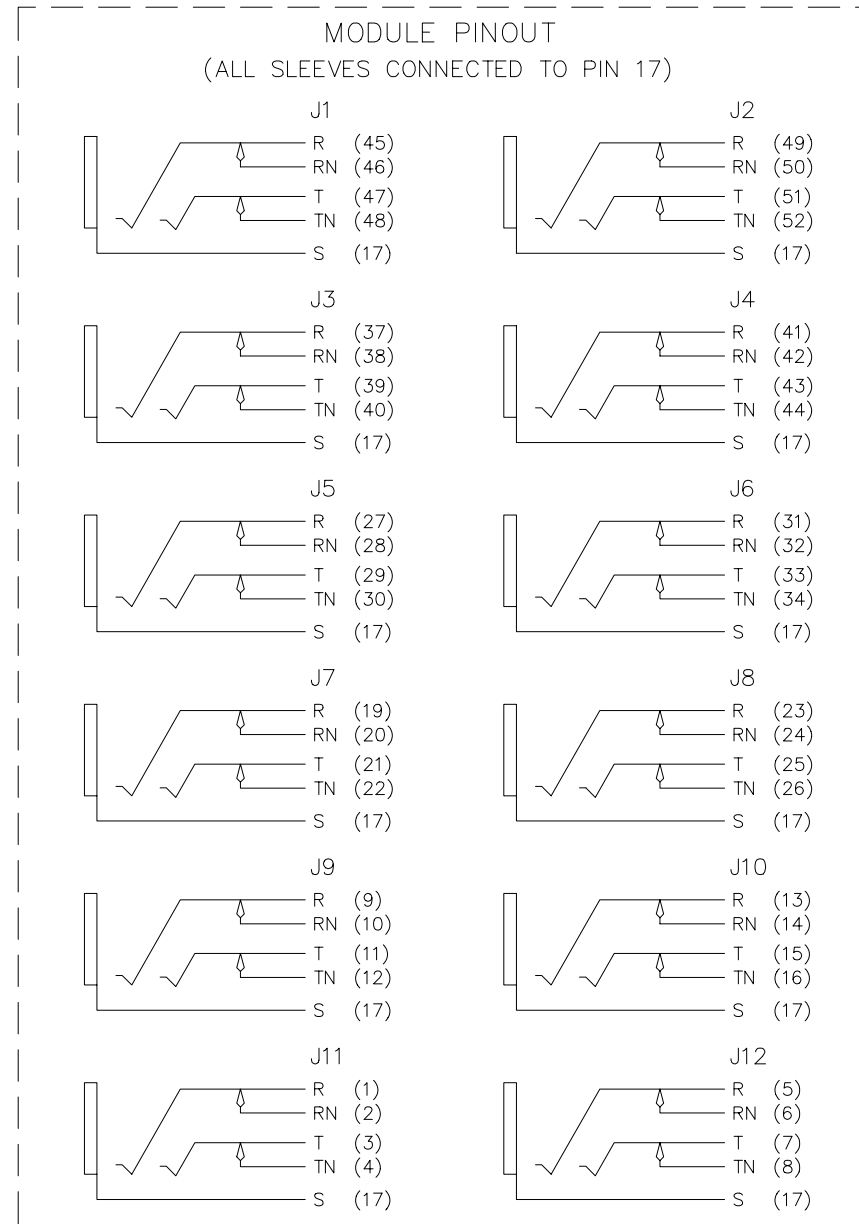 MODULE PINOUT
(ALL SLEEVES CONNECTED TO PIN 17)
J1
R (45)
RN (46)
T (47)
TN (48)
S (17)
J2
R (49)
RN (50)
T (51)
TN (52)
S (17)
J3
R (37)
RN (38)
T (39)
TN (40)
S (17)
J4
R (41)
RN (42)
T (43)
TN (44)
S (17)
J5
R (27)
RN (28)
T (29)
TN (30)
S (17)
J6
R (31)
RN (32)
T (33)
TN (34)
S (17)
J7
R (19)
RN (20)
T (21)
TN (22)
S (17)
J8
R (23)
RN (24)
T (25)
TN (26)
S (17)
J9
R (9)
RN (10)
T (11)
TN (12)
S (17)
J10
R (13)
RN (14)
T (15)
TN (16)
S (17)
J11
R (1)
RN (2)
T (3)
TN (4)
S (17)
J12
R (5)
RN (6)
T (7)
TN (8)
S (17)